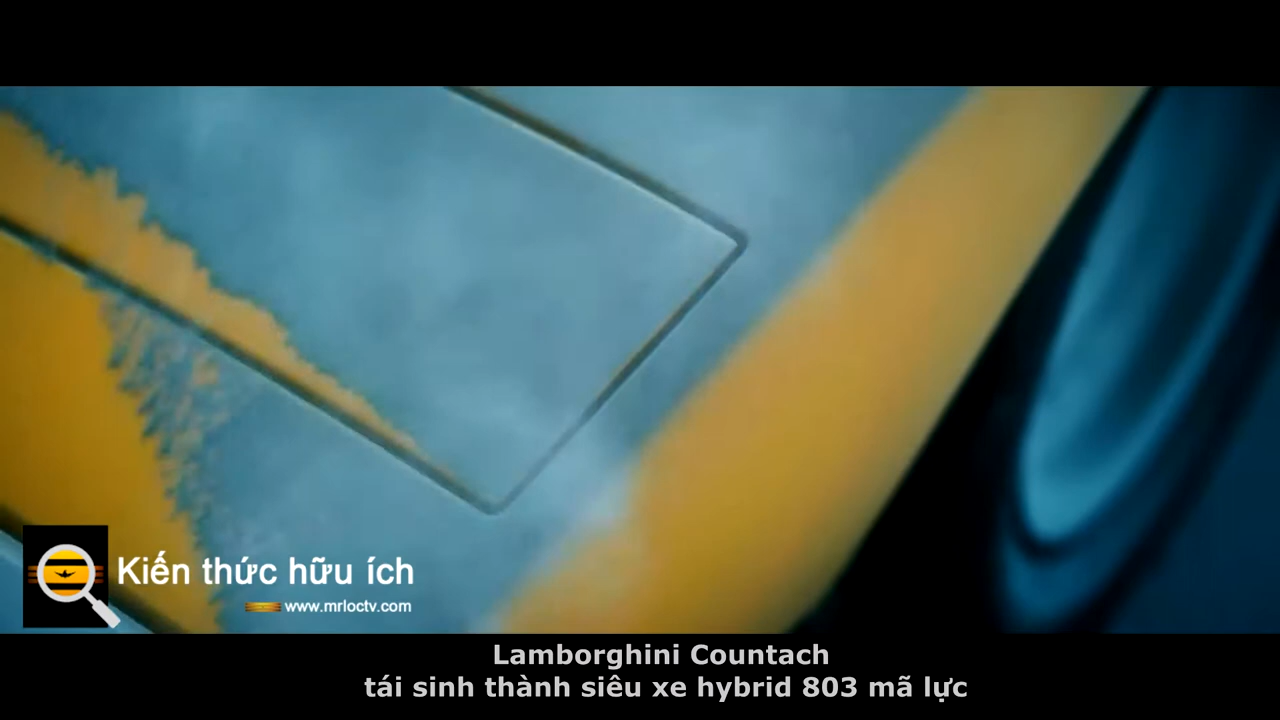 Kiến thức hữu ích
www.mrloctv.com
Lamborghini Countach
tái sinh thành siêu xe hybrid 803 mã lực